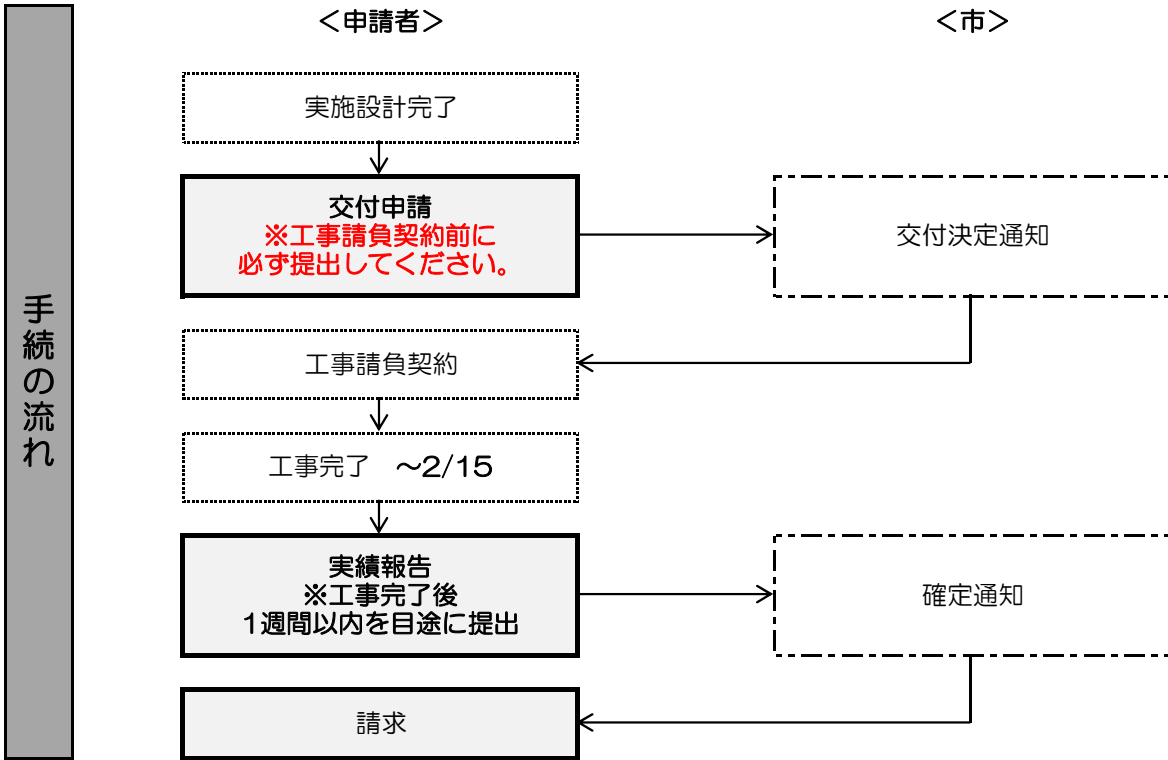 手続の流れ
＜申請者＞
＜市＞
実施設計完了
交付申請
※工事請負契約前に
必ず提出してください。
交付決定通知
工事請負契約
工事完了　～2/15
実績報告
※工事完了後
1週間以内を目途に提出
確定通知
請求